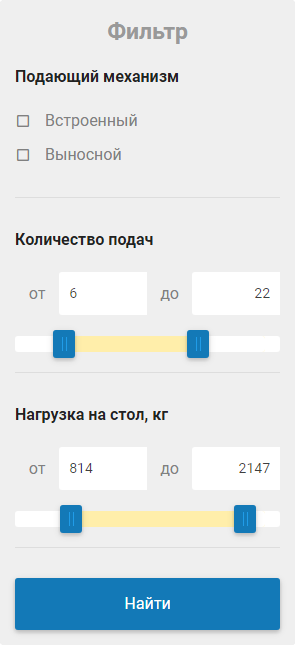 Фильтр
Подающий механизм
Встроенный
Выносной
Количество подач
от 6 до 22
Нагрузка на стол, кг
от 814 до 2147
Найти